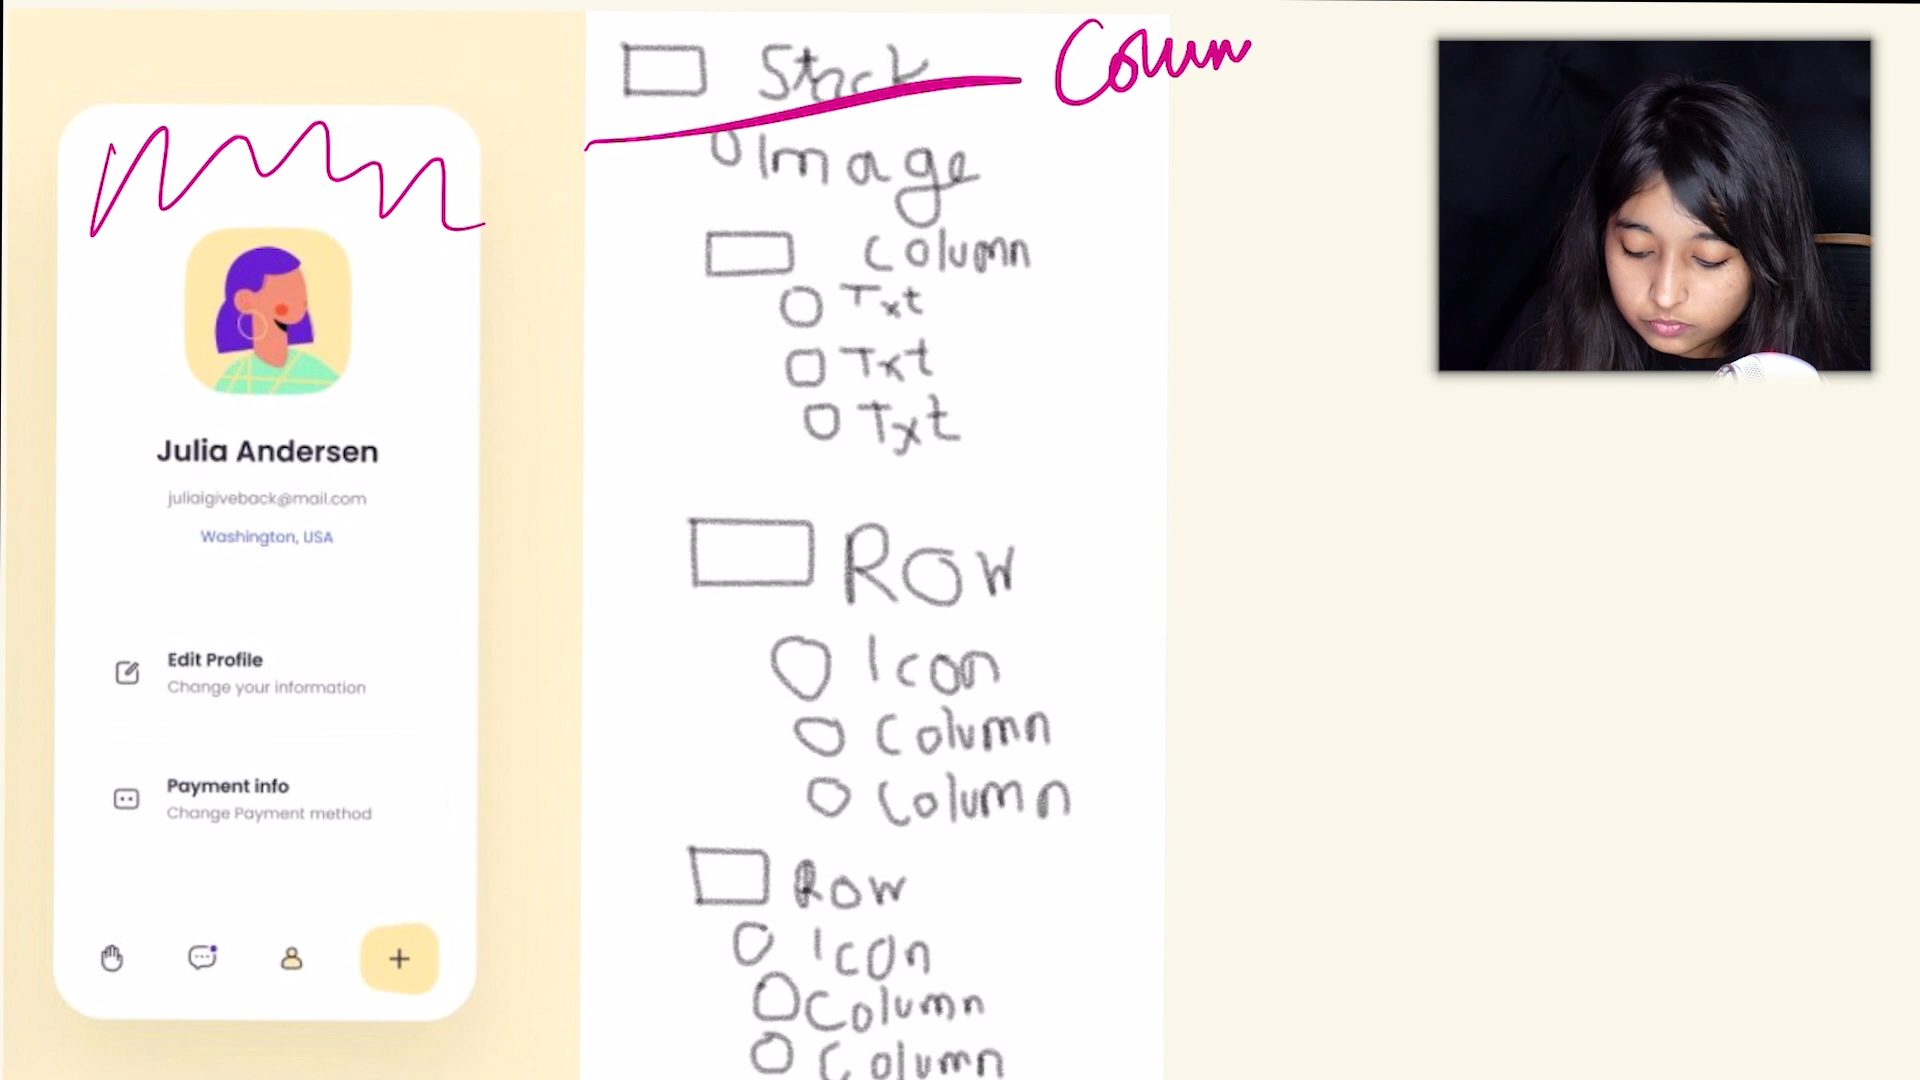 Julia Andersen
juliaigiveback@mail.com
Washington, USA
Edit Profile
Change your information
Payment info
Change Payment method
Stack
Colum
Image
Column
Txt
Txt
Txt
Row
Icon
Column
Column
Row
Icon
Column
Column